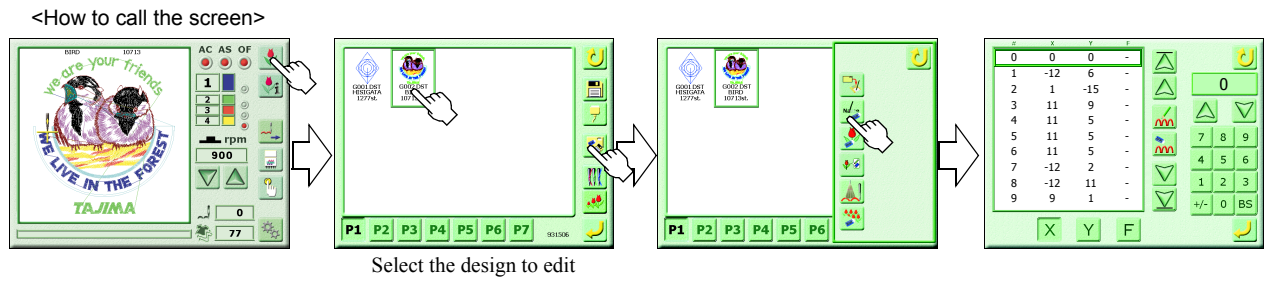 <How to call the screen>
BIRD 10713
AC AS OF
we are your friends
WE LIVE IN THE FOREST
TAJIMA
1
2
3
4
rpm
900
0
77
G001.DST
HISIGATA
1277st.
G002.DST
BIRD
10713st.
P1 P2 P3 P4 P5 P6 P7
931506
Select the design to edit
G001.DST
HISIGATA
1277st.
G002.DST
BIRD
10713st.
P1 P2 P3 P4 P5 P6
# X Y F
0 0 0 -
1 -12 6 -
2 1 -15 -
3 11 9 -
4 11 5 -
5 11 5 -
6 11 5 -
7 -12 2 -
8 -12 11 -
9 9 1 -
X Y F
0
7 8 9
4 5 6
1 2 3
+/- 0 BS